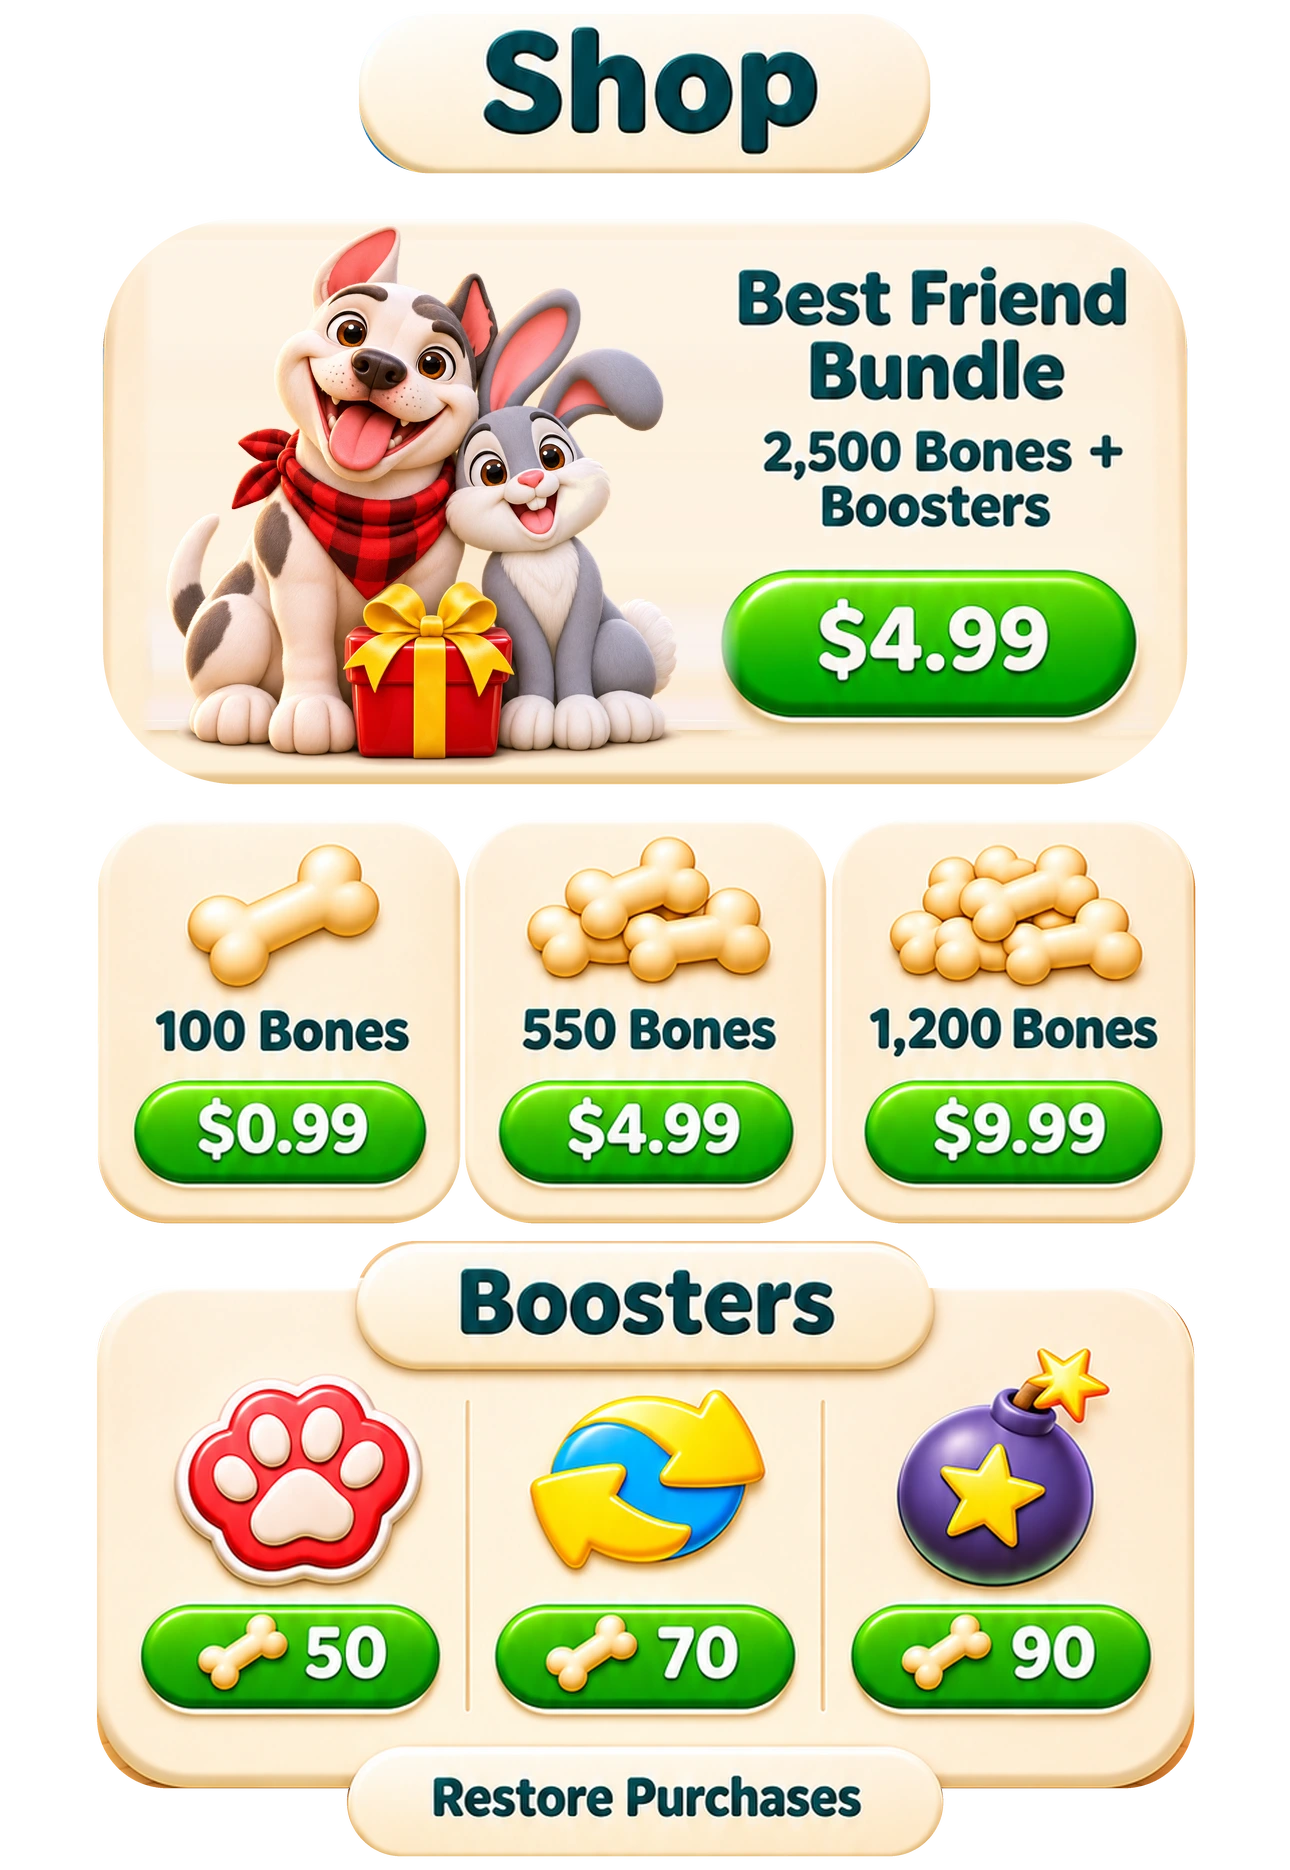 Shop
Best Friend
Bundle
2,500 Bones +
Boosters
$4.99
100 Bones
550 Bones
1,200 Bones
$0.99
$4.99
$9.99
Boosters
50
70
90
Restore Purchases